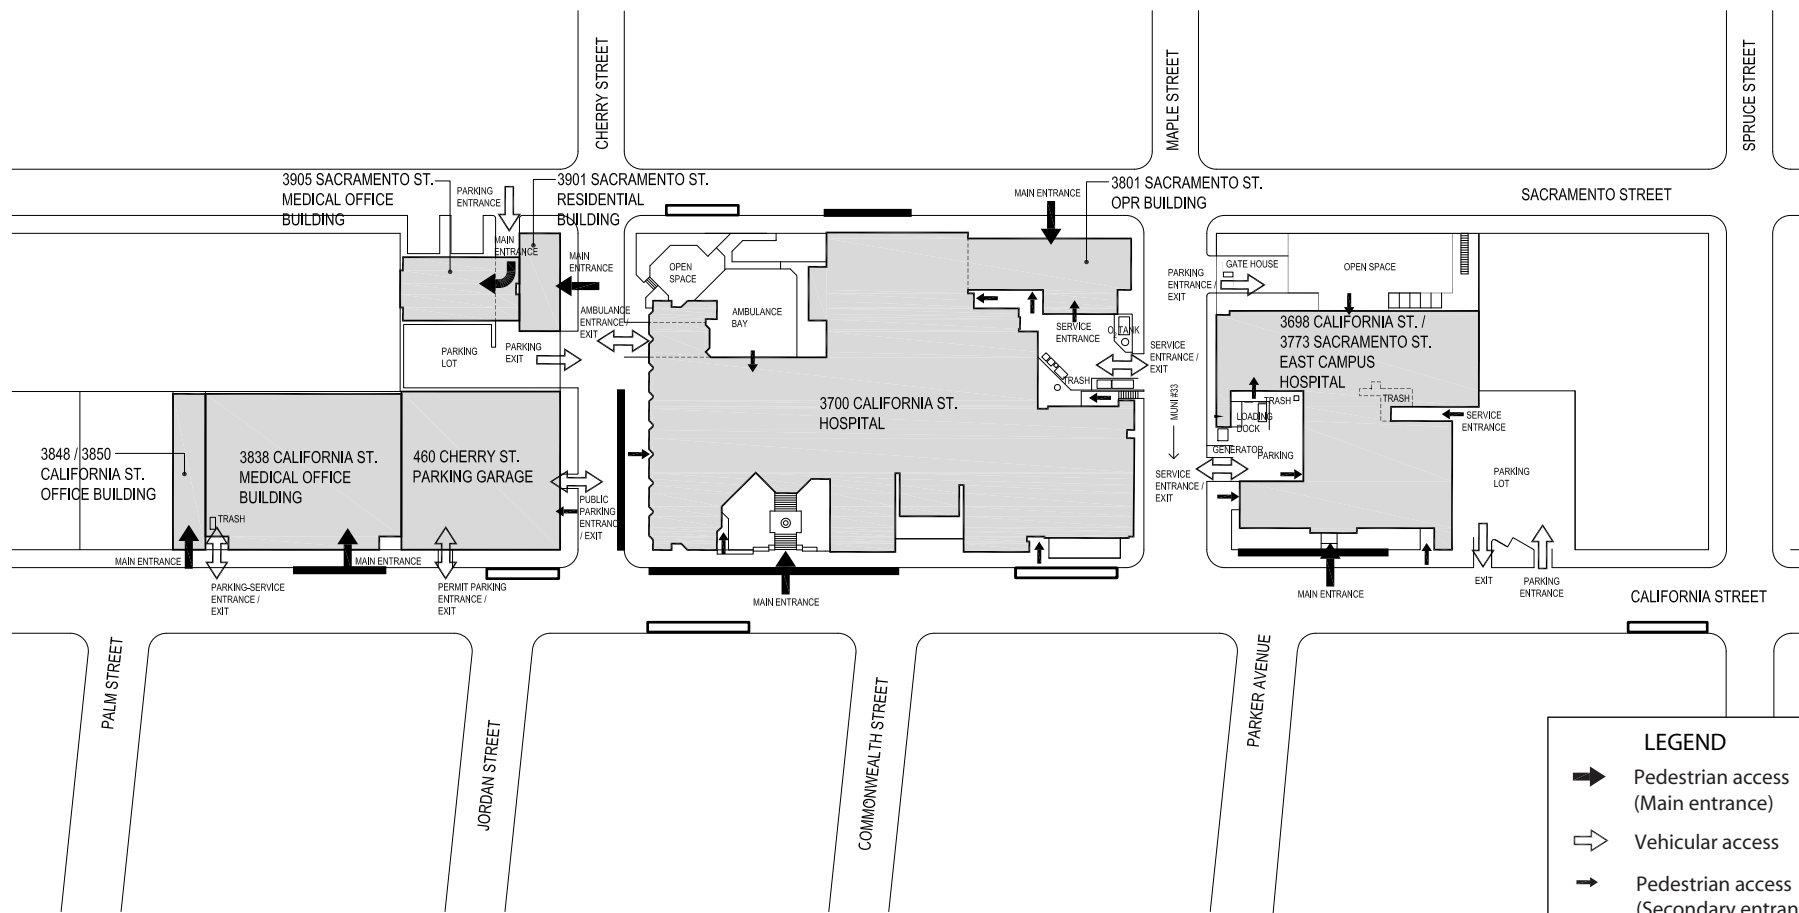 CHERRY STREET
MAPLE STREET
SPRUCE STREET
3905 SACRAMENTO ST.
MEDICAL OFFICE
BUILDING
PARKING
ENTRANCE
3901 SACRAMENTO ST.
RESIDENTIAL
BUILDING
MAIN
ENTRANCE
MAIN
ENTRANCE
MAIN ENTRANCE
3801 SACRAMENTO ST.
OPR BUILDING
SACRAMENTO STREET
OPEN
SPACE
AMBULANCE
BAY
AMBULANCE
ENTRANCE /
EXIT
PARKING
EXIT
PARKING
LOT
SERVICE
ENTRANCE
O2 TANK
TRASH
SERVICE
ENTRANCE /
EXIT
PARKING
ENTRANCE /
EXIT
GATE HOUSE
OPEN SPACE
3698 CALIFORNIA ST. /
3773 SACRAMENTO ST.
EAST CAMPUS
HOSPITAL
TRASH
TRASH
LOADING
DOCK
GENERATOR
PARKING
SERVICE
ENTRANCE
MUNI #33
SERVICE
ENTRANCE /
EXIT
PARKING
LOT
3700 CALIFORNIA ST.
HOSPITAL
3848 / 3850
CALIFORNIA ST.
OFFICE BUILDING
3838 CALIFORNIA ST.
MEDICAL OFFICE
BUILDING
460 CHERRY ST.
PARKING GARAGE
PUBLIC
PARKING
ENTRANC
/ EXIT
TRASH
MAIN ENTRANCE
MAIN ENTRANCE
PARKING-SERVICE
ENTRANCE /
EXIT
PERMIT PARKING
ENTRANCE /
EXIT
MAIN ENTRANCE
MAIN ENTRANCE
EXIT
PARKING
ENTRANCE
CALIFORNIA STREET
PALM STREET
JORDAN STREET
COMMONWEALTH STREET
PARKER AVENUE
LEGEND
Pedestrian access
(Main entrance)
Vehicular access
Pedestrian access
(Secondary entran